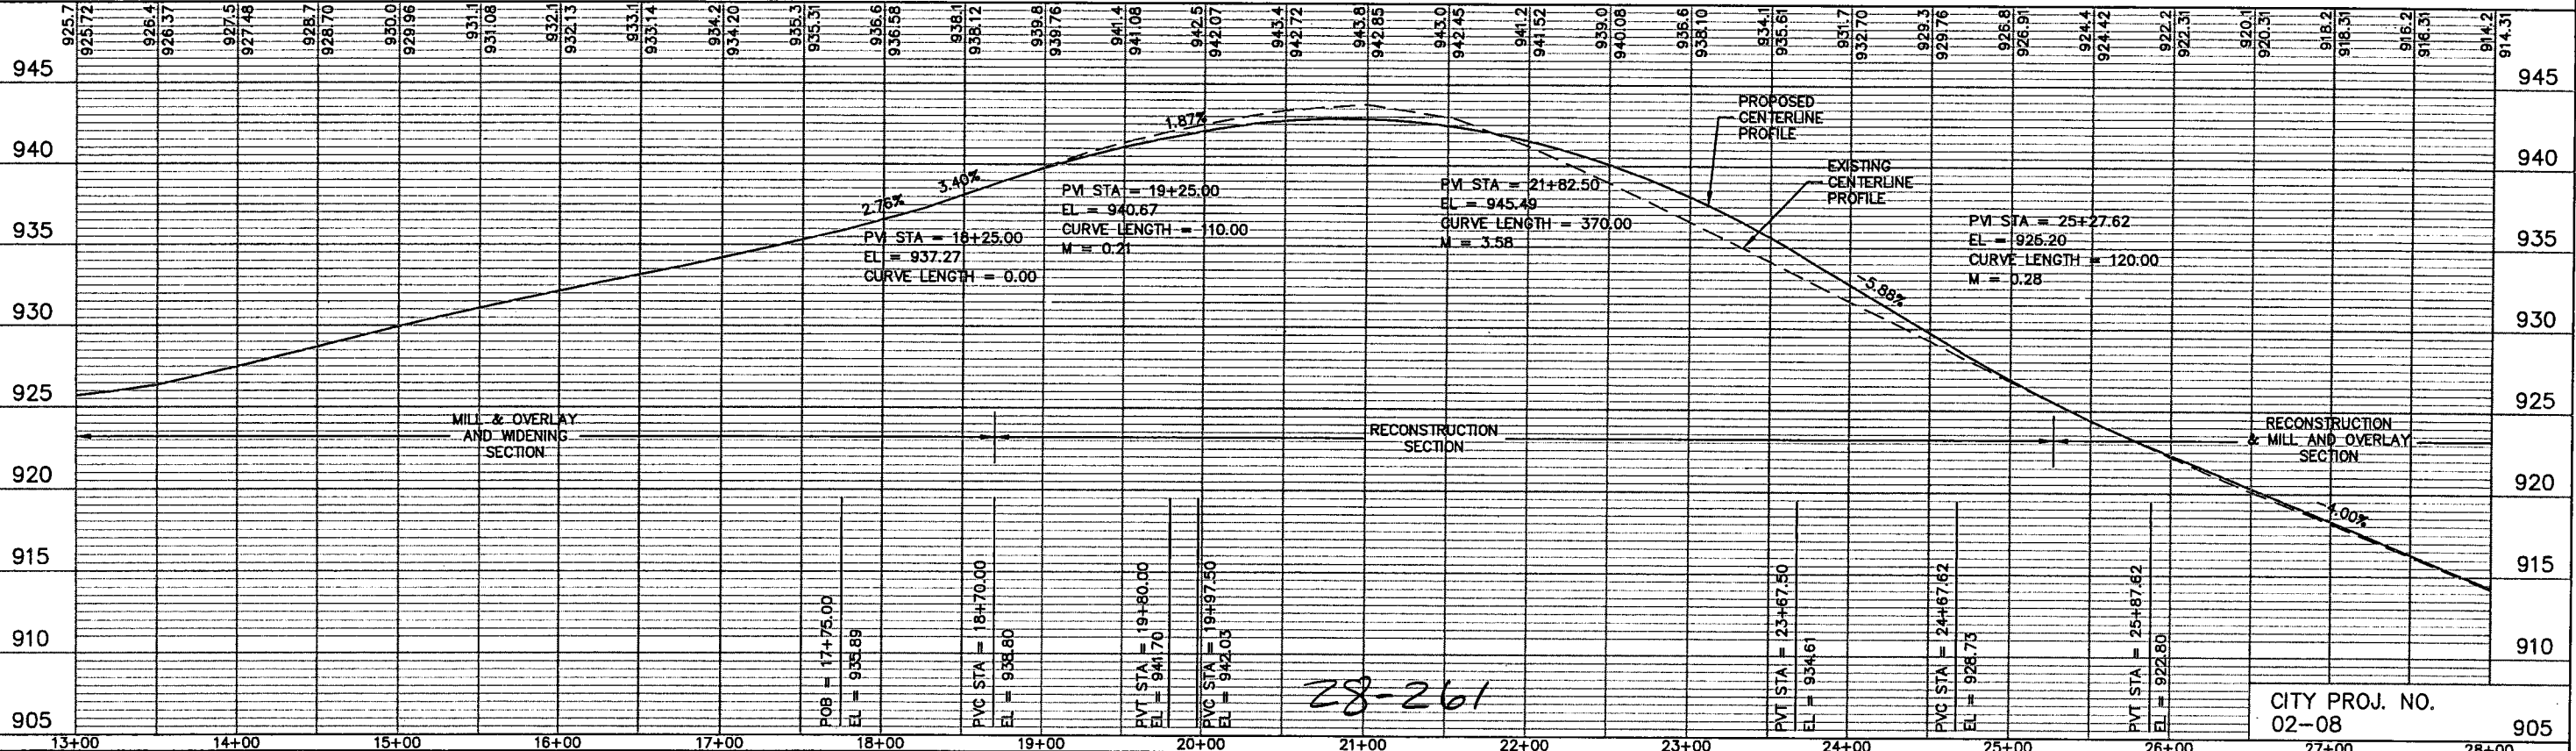 925.7
925.72
926.4
926.37
927.5
927.48
928.7
928.70
930.0
929.96
931.1
931.08
932.1
932.13
933.1
933.14
934.2
934.20
935.3
935.31
936.6
936.58
938.1
938.12
939.8
939.76
941.4
941.08
942.5
942.07
943.4
942.72
943.8
942.85
943.0
942.45
941.2
941.52
939.0
940.08
936.6
938.10
934.1
935.61
931.7
932.70
929.3
929.76
926.8
926.91
924.4
924.42
922.2
922.31
920.1
920.31
918.2
918.31
916.2
916.31
914.2
914.31
945
945
PROPOSED
CENTERLINE
PROFILE
1.87%
940
940
EXISTING
CENTERLINE
PROFILE
3.40%
2.76%
PVI STA = 18+25.00
EL = 937.27
CURVE LENGTH = 0.00
PVI STA = 19+25.00
EL = 940.67
CURVE LENGTH = 110.00
M = 0.21
PVI STA = 21+82.50
EL = 945.49
CURVE LENGTH = 370.00
M = 3.58
PVI STA = 25+27.62
EL = 925.20
CURVE LENGTH = 120.00
M = 0.28
935
935
-5.88%
930
930
925
925
MILL & OVERLAY
AND WIDENING
SECTION
RECONSTRUCTION
SECTION
RECONSTRUCTION
& MILL AND OVERLAY
SECTION
920
920
-4.00%
915
915
910
910
POB = 17+75.00
EL = 935.89
PVC STA = 18+70.00
EL = 938.80
PVT STA = 19+80.00
EL = 941.70
PVC STA = 19+97.50
EL = 942.03
28-261
PVT STA = 23+67.50
EL = 934.61
PVC STA = 24+67.62
EL = 928.73
PVT STA = 25+87.62
EL = 922.80
CITY PROJ. NO.
02-08
905
905
13+00
14+00
15+00
16+00
17+00
18+00
19+00
20+00
21+00
22+00
23+00
24+00
25+00
26+00
27+00
28+00